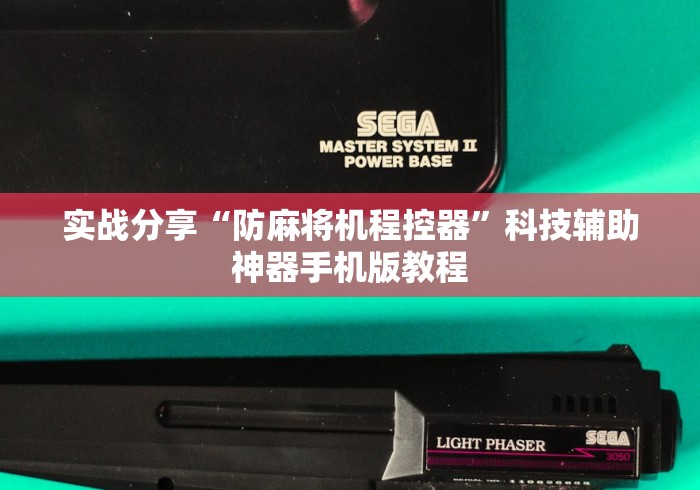 SEGA
MASTER SYSTEM II
POWER BASE
实战分享“防麻将机程控器”科技辅助
神器手机版教程
LIGHT PHASER
SEGA
3050